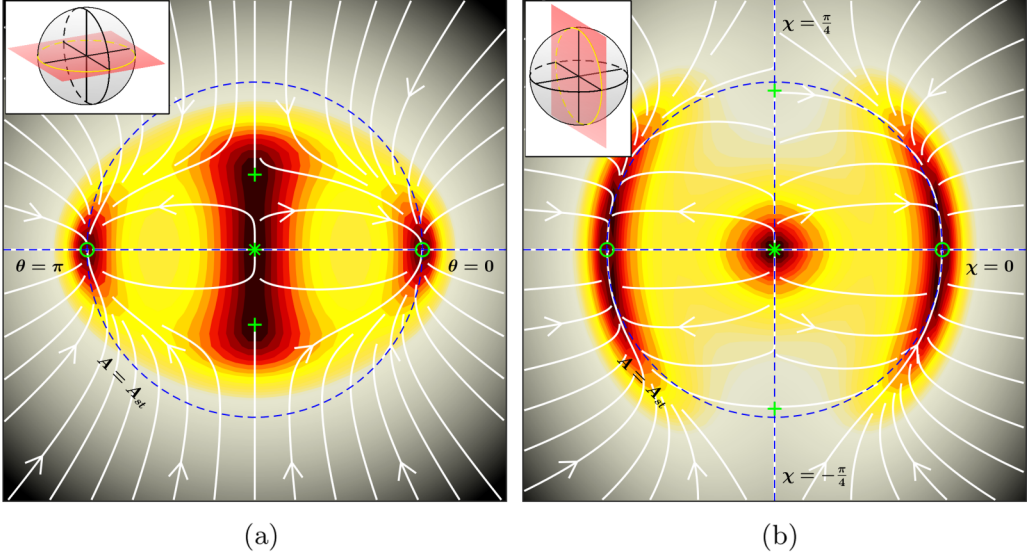 χ = π/4
θ = π
θ = 0
χ = 0
A = A_st
A = A_st
χ = −π/4
(a)
(b)